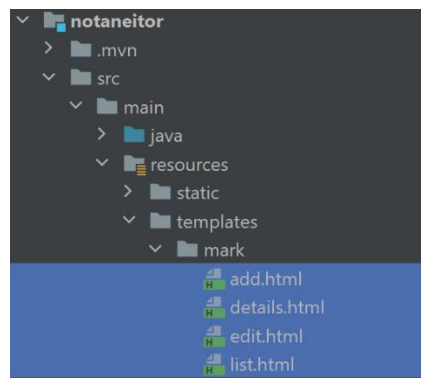 notaneitor
.mvn
src
main
java
resources
static
templates
mark
add.html
details.html
edit.html
list.html